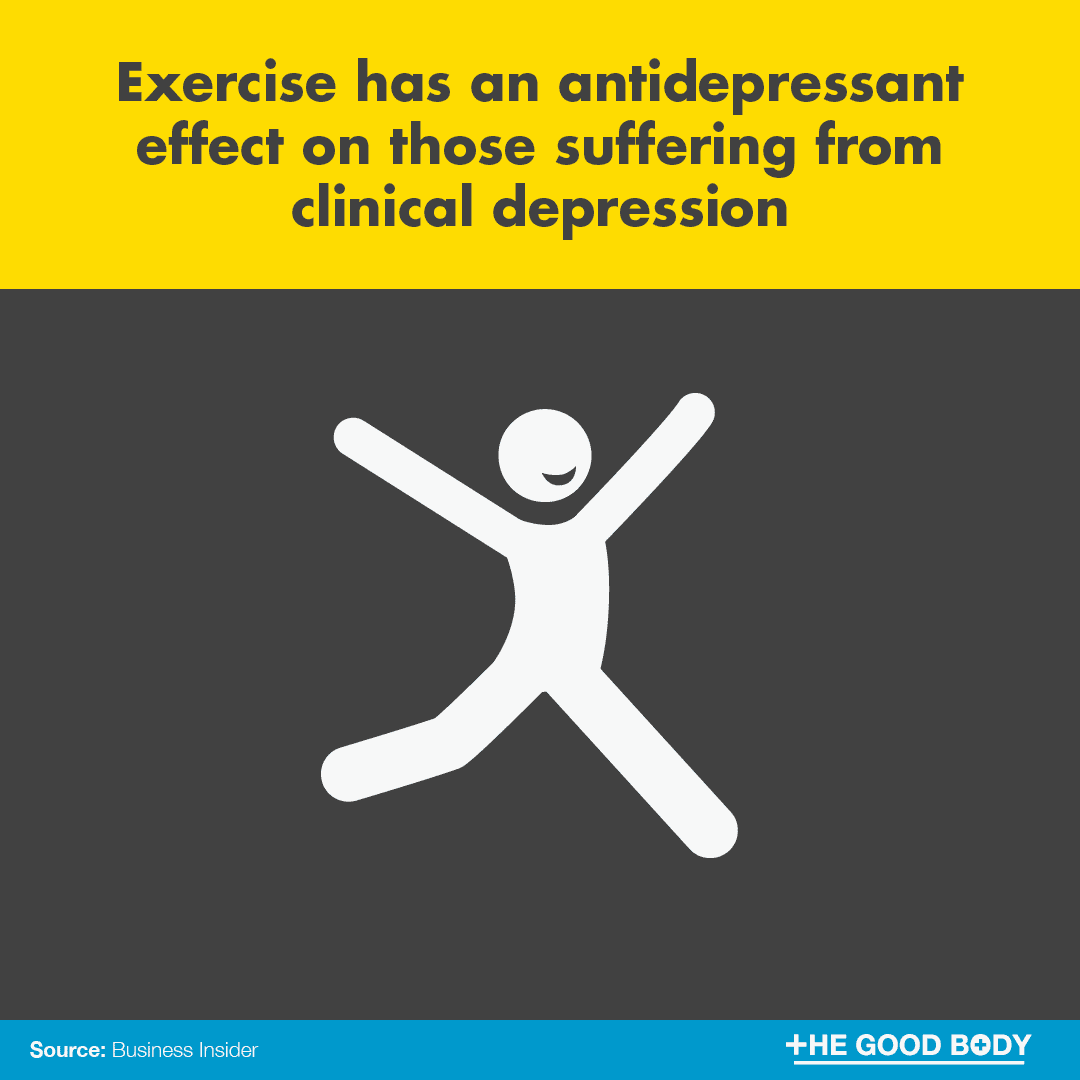 Exercise has an antidepressant
effect on those suffering from
clinical depression
Source: Business Insider
THE GOOD BODY